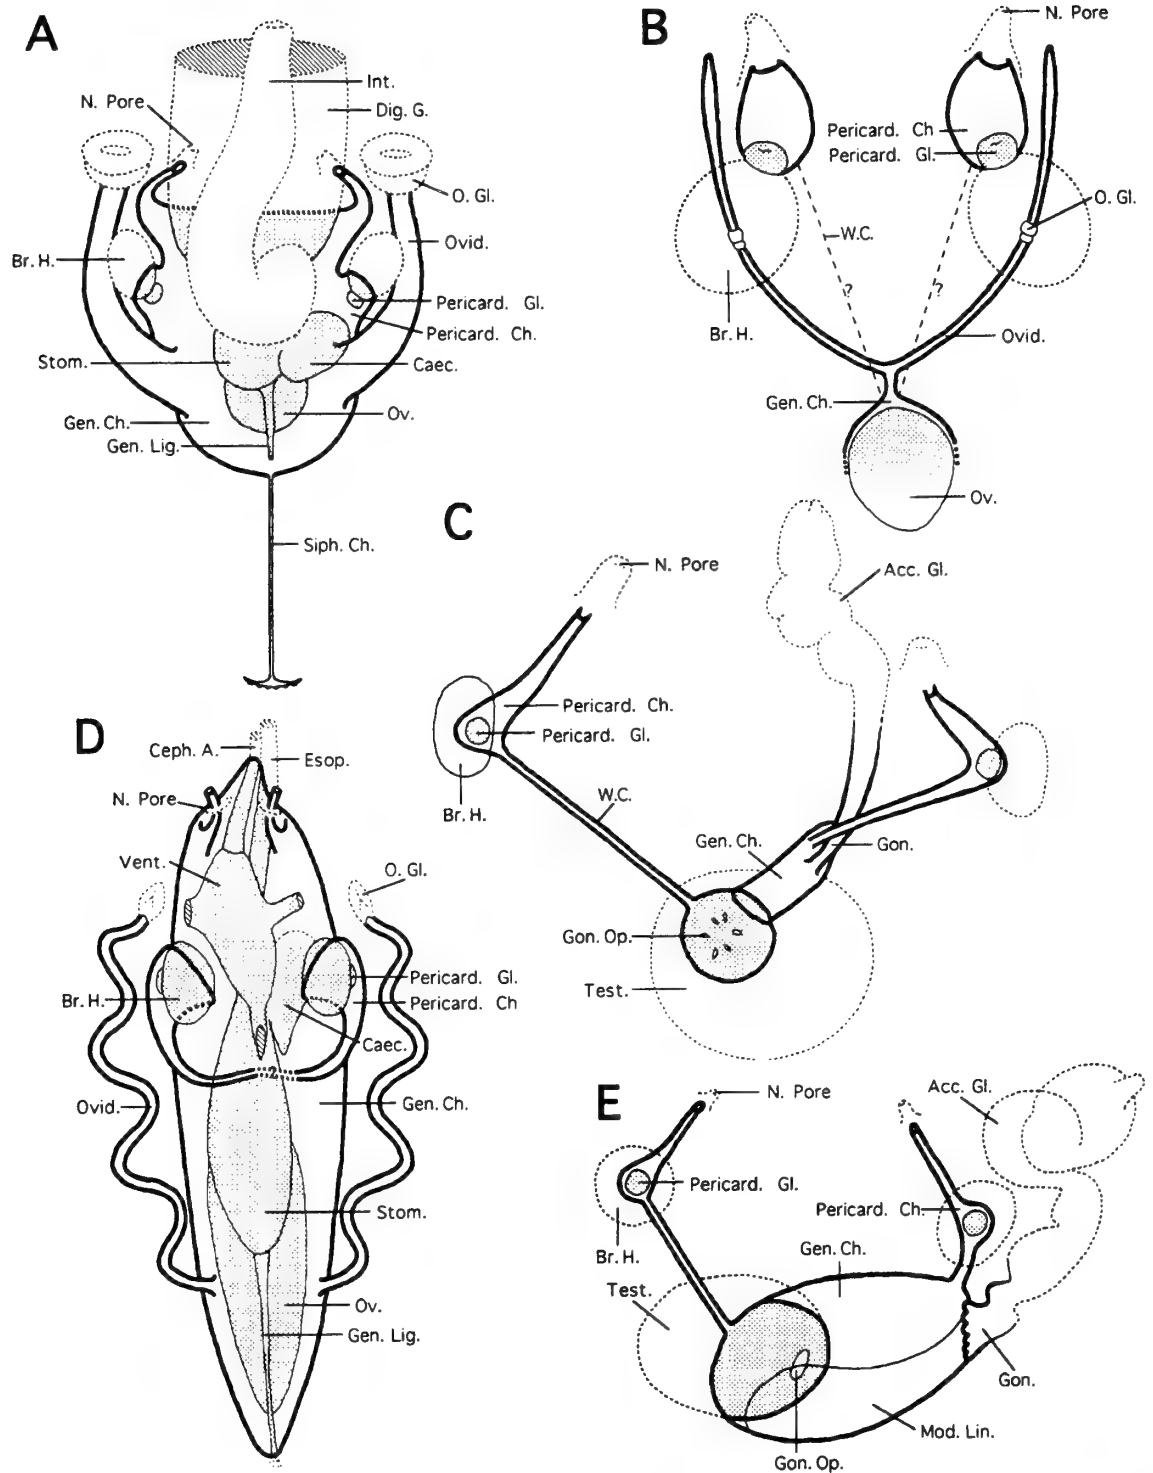 A
Int.
N. Pore
Dig. G.
O. Gl.
Ovid.
Br. H.
Pericard. Gl.
Pericard. Ch.
Stom.
Caec.
Gen. Ch.
Ov.
Gen. Lig.
Siph. Ch.
B
N. Pore
Pericard. Ch
Pericard. Gl.
O. Gl.
W.C.
? ?
Br. H.
Ovid.
Gen. Ch.
Ov.
C
N. Pore
Acc. Gl.
Pericard. Ch.
Pericard. Gl.
Br. H.
W.C.
Gen. Ch.
Gon.
Gon. Op.
Test.
D
Ceph. A.
Esop.
N. Pore
Vent.
O. Gl.
Pericard. Gl.
Br. H.
Pericard. Ch
Caec.
?
Ovid.
Gen. Ch.
Stom.
Ov.
Gen. Lig.
E
N. Pore
Acc. Gl.
Pericard. Gl.
Pericard. Ch
Br. H.
Gen. Ch.
Test.
Gon.
Mod. Lin.
Gon. Op.